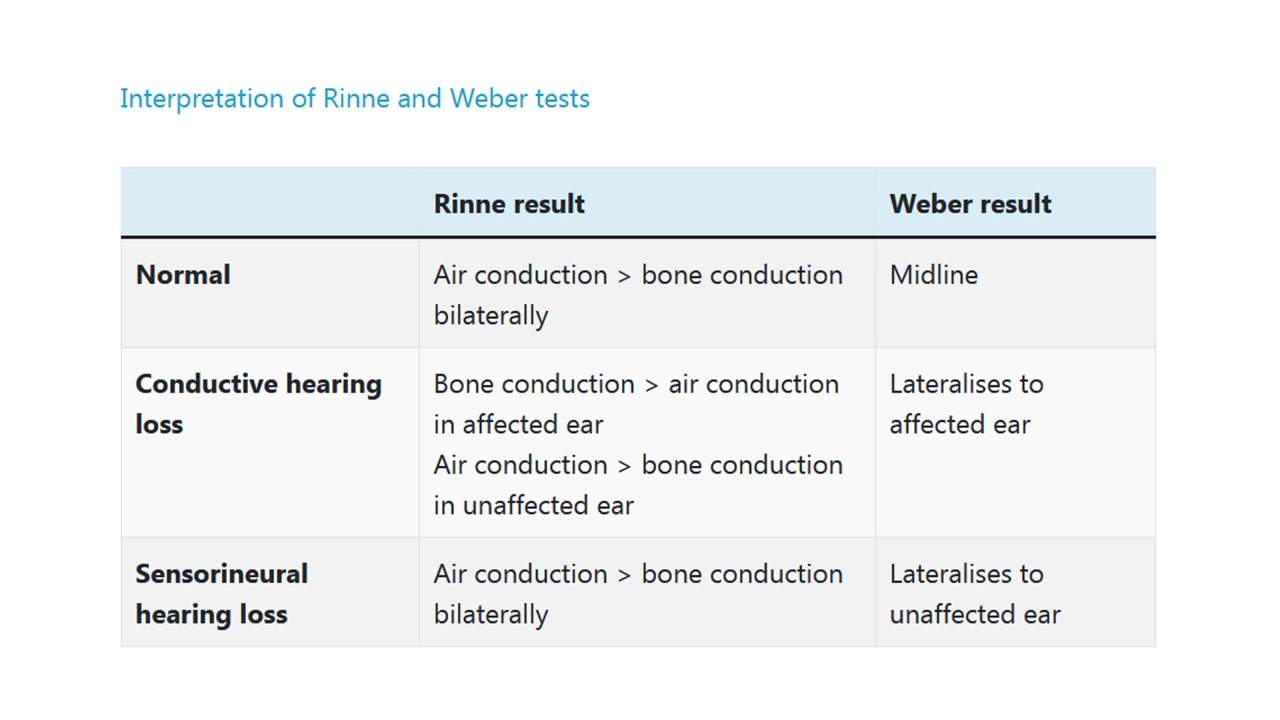 Interpretation of Rinne and Weber tests
Rinne result
Weber result
Normal
Air conduction > bone conduction
bilaterally
Midline
Conductive hearing
loss
Bone conduction > air conduction
in affected ear
Air conduction > bone conduction
in unaffected ear
Lateralises to
affected ear
Sensorineural
hearing loss
Air conduction > bone conduction
bilaterally
Lateralises to
unaffected ear